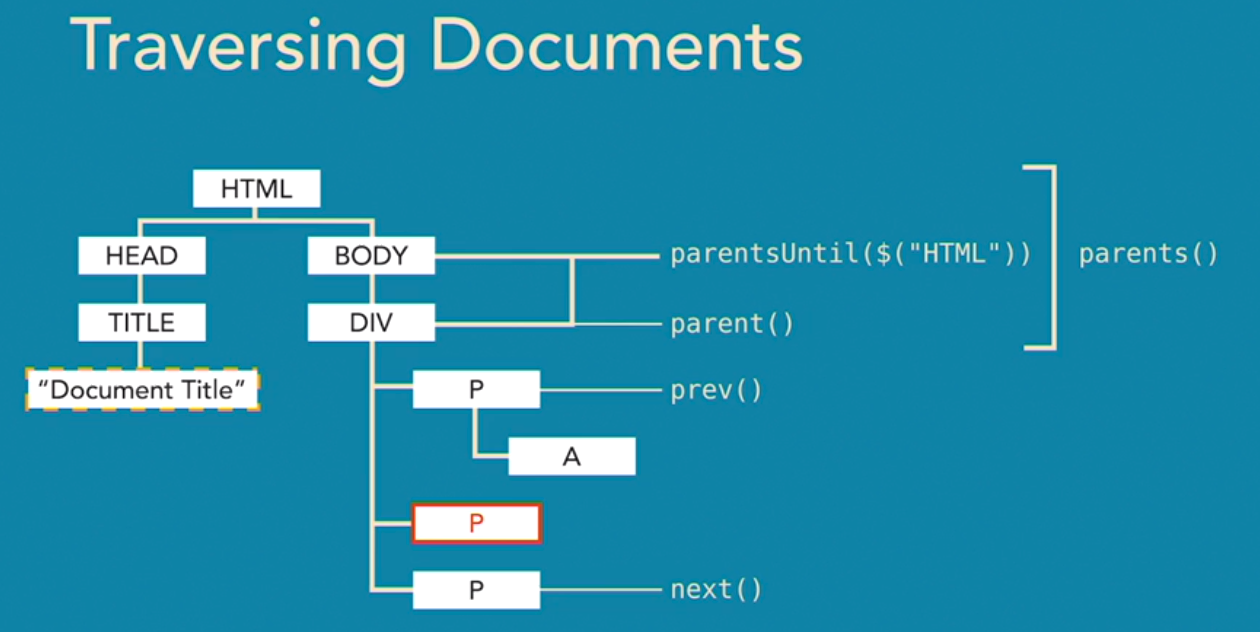 Traversing Documents
HTML
HEAD
BODY
parentsUntil($("HTML"))
parents()
TITLE
DIV
parent()
“Document Title”
P
prev()
A
P
P
next()